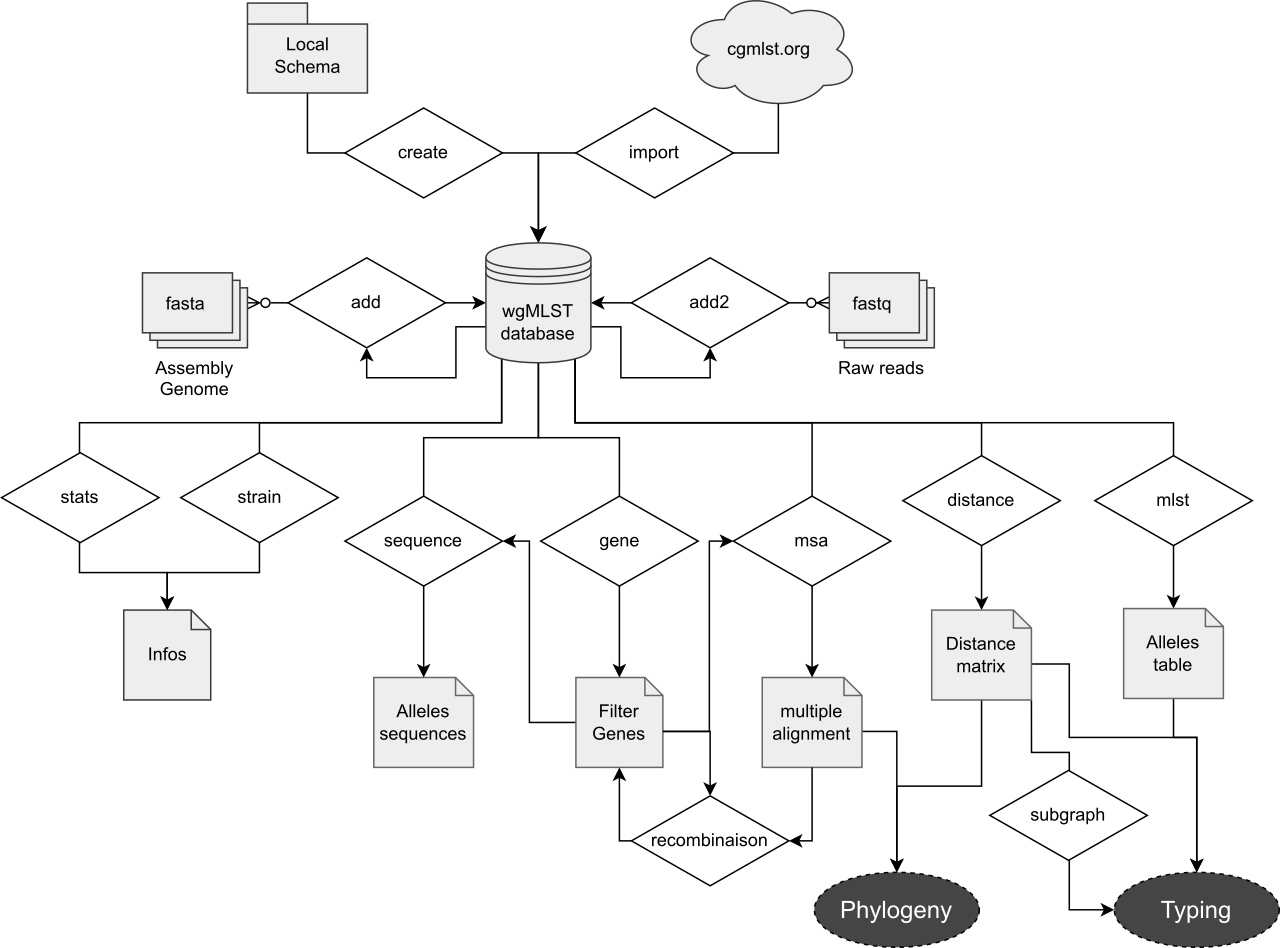 Local
Schema
cgmlst.org
create
import
fasta
add
wgMLST
database
add2
fastq
Assembly
Genome
Raw reads
stats
strain
sequence
gene
msa
distance
mlst
Infos
Alleles
sequences
Filter
Genes
multiple
alignment
Distance
matrix
Alleles
table
recombinaison
subgraph
Phylogeny
Typing